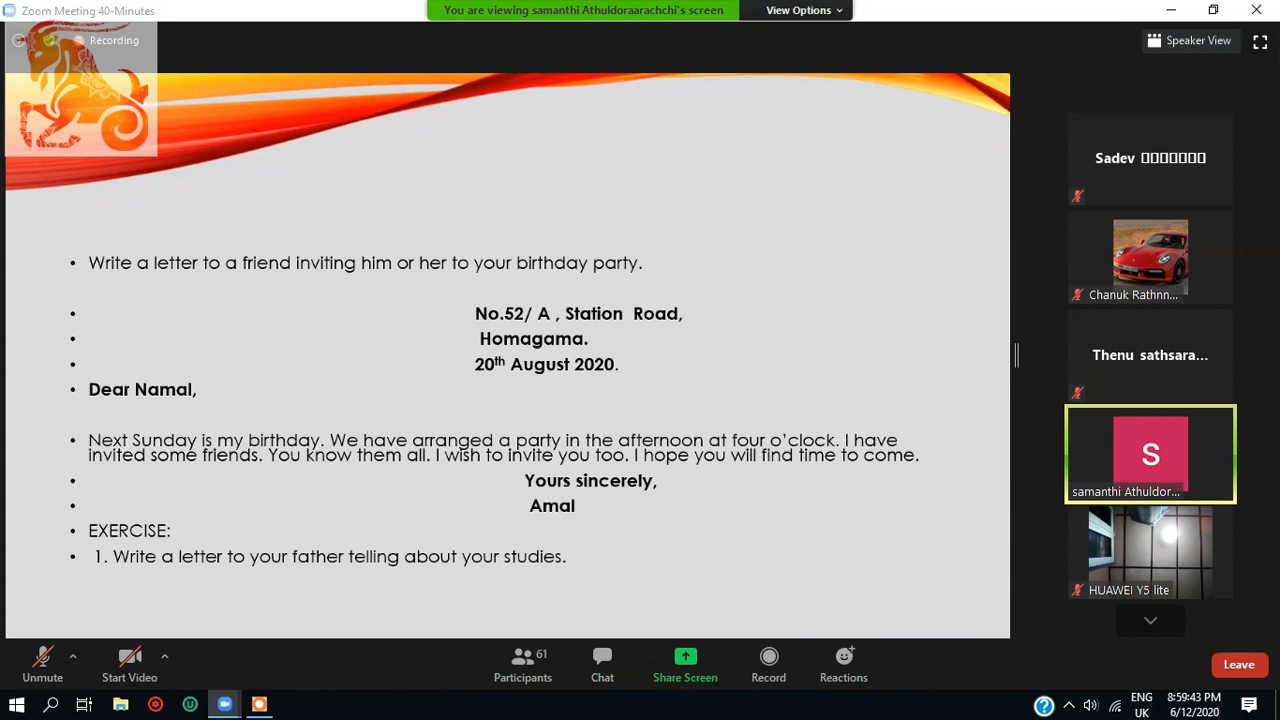 Zoom Meeting 40-Minutes
You are viewing samanthi Athuldoraarachchi's screen
View Options
Recording
Speaker View
• Write a letter to a friend inviting him or her to your birthday party.
• No.52/ A , Station Road,
• Homagama.
• 20th August 2020.
• Dear Namal,
• Next Sunday is my birthday. We have arranged a party in the afternoon at four o'clock. I have
invited some friends. You know them all. I wish to invite you too. I hope you will find time to come.
• Yours sincerely,
• Amal
• EXERCISE:
• 1. Write a letter to your father telling about your studies.
Sadev
Chanuk Rathnn...
Thenu sathsara...
S
samanthi Athuldor...
HUAWEI Y5 lite
Unmute
Start Video
61
Participants
Chat
Share Screen
Record
Reactions
Leave
ENG
UK
8:59:43 PM
6/12/2020